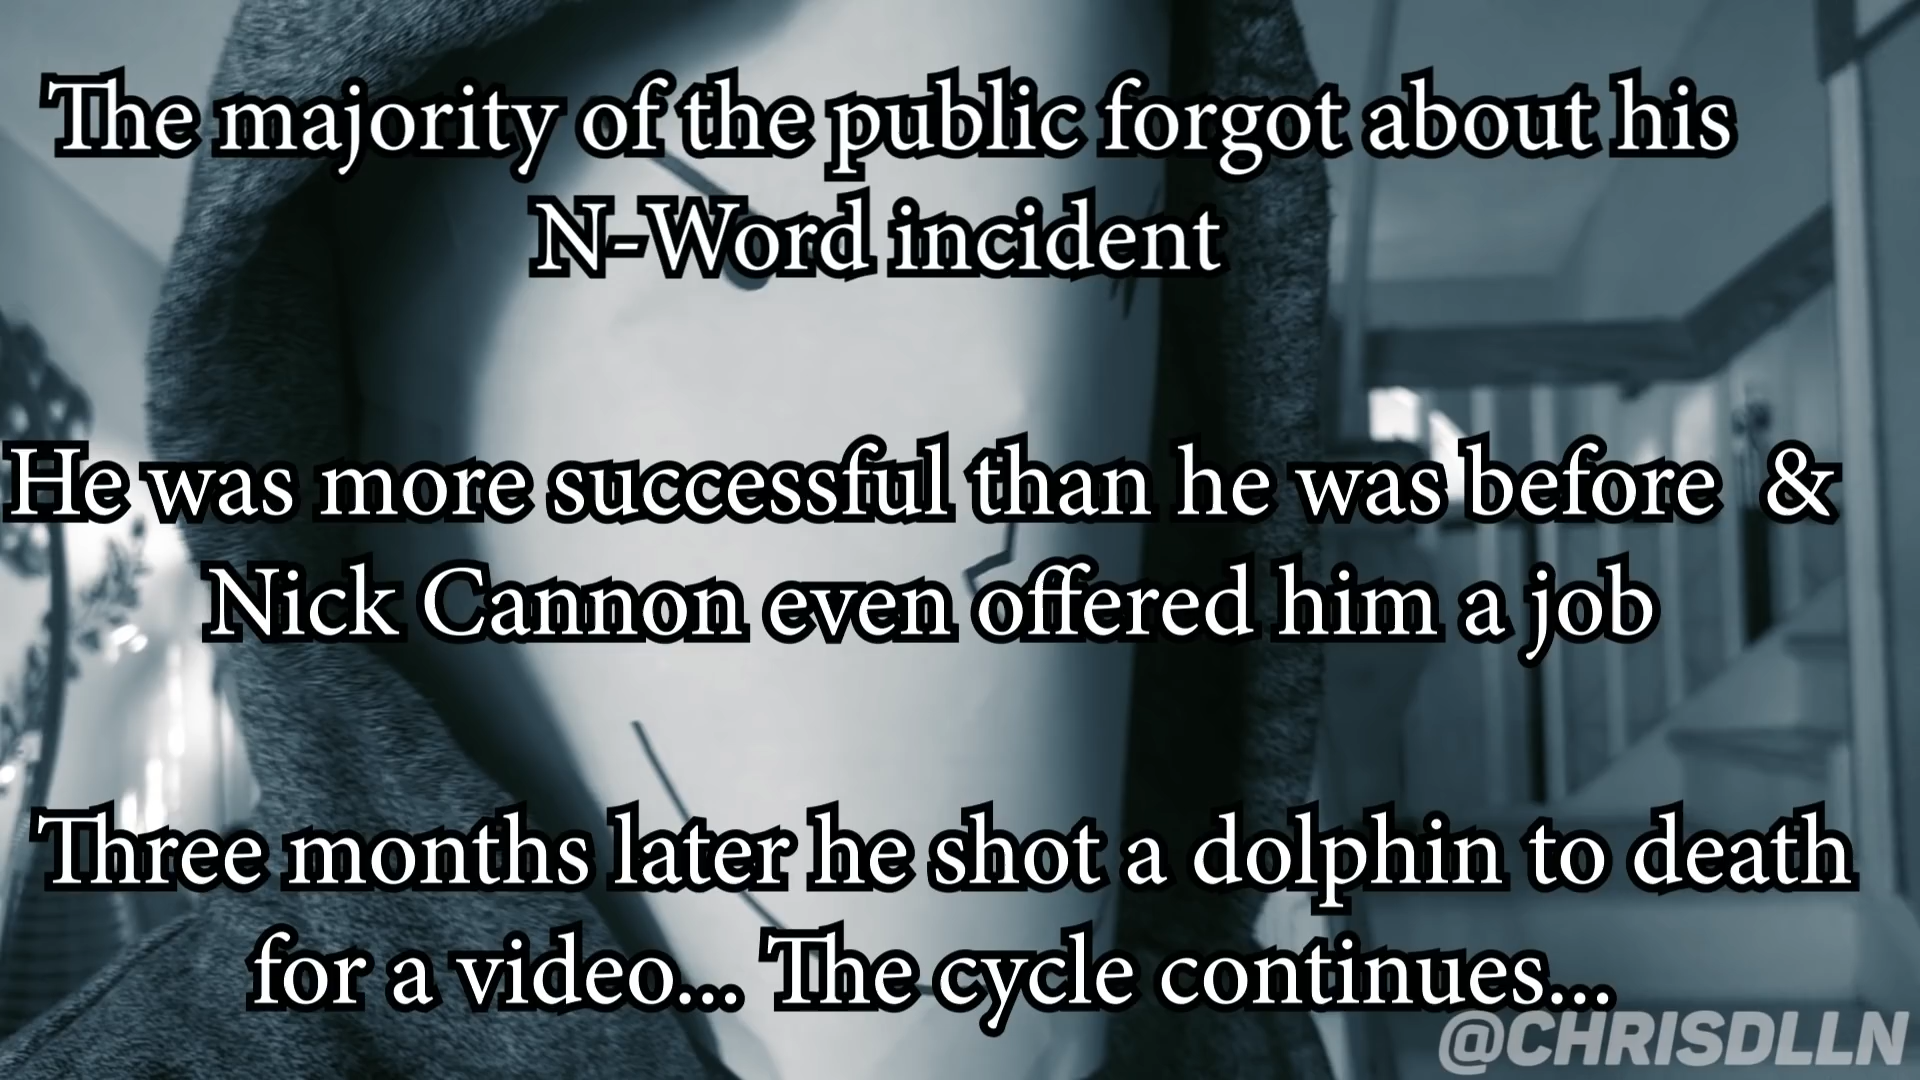 The majority of the public forgot about his
N-Word incident
He was more successful than he was before &
Nick Cannon even offered him a job
Three months later he shot a dolphin to death
for a video... The cycle continues...
@CHRISDLLN